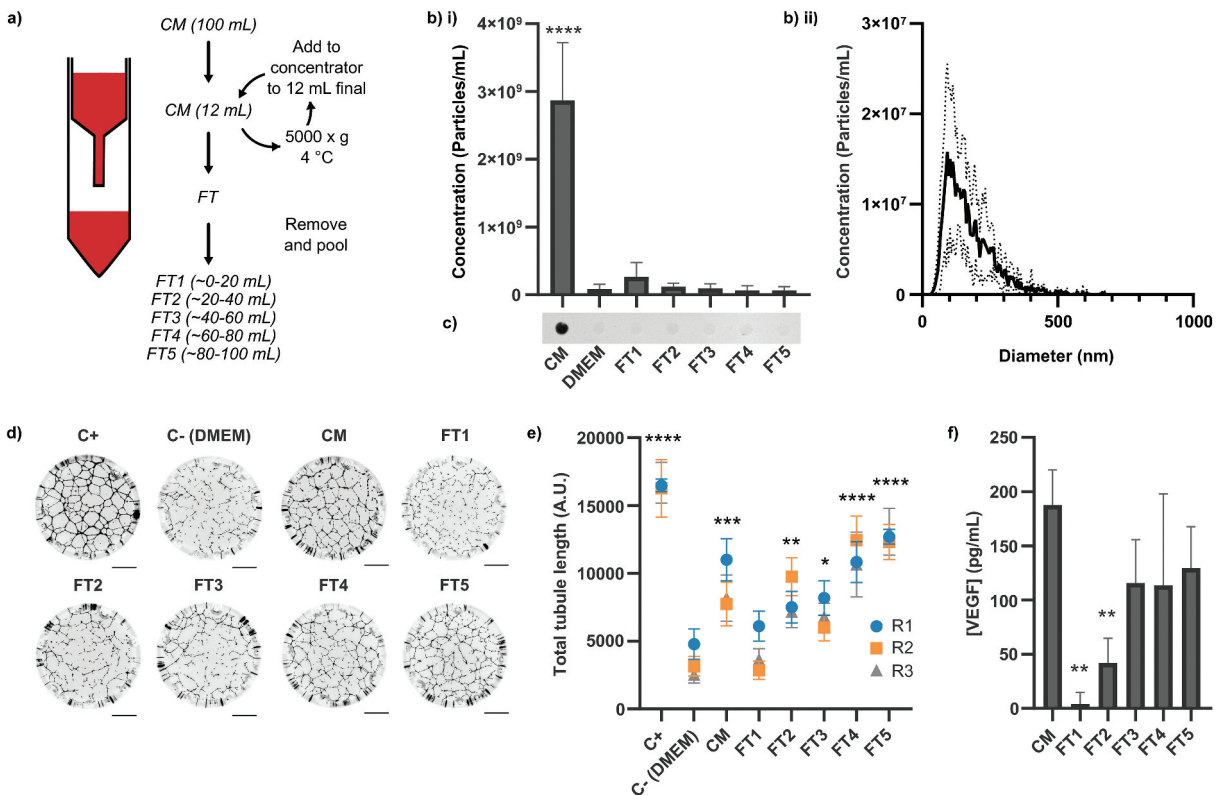 a)
CM (100 mL)
CM (12 mL)
Add to
concentrator
to 12 mL final
5000 x g
4 °C
FT
Remove
and pool
FT1 (~0-20 mL)
FT2 (~20-40 mL)
FT3 (~40-60 mL)
FT4 (~60-80 mL)
FT5 (~80-100 mL)
b) i)
Concentration (Particles/mL)
4×10⁹
3×10⁹
2×10⁹
1×10⁹
0
****
c)
CM
DMEM
FT1
FT2
FT3
FT4
FT5
b) ii)
Concentration (Particles/mL)
3×10⁷
2×10⁷
1×10⁷
0
0
500
1000
Diameter (nm)
d)
C+
C- (DMEM)
CM
FT1
FT2
FT3
FT4
FT5
e)
Total tubule length (A.U.)
20000
15000
10000
5000
0
****
***
**
*
****
****
R1
R2
R3
C+
C- (DMEM)
CM
FT1
FT2
FT3
FT4
FT5
f)
[VEGF] (pg/mL)
250
200
150
100
50
0
**
**
CM
FT1
FT2
FT3
FT4
FT5